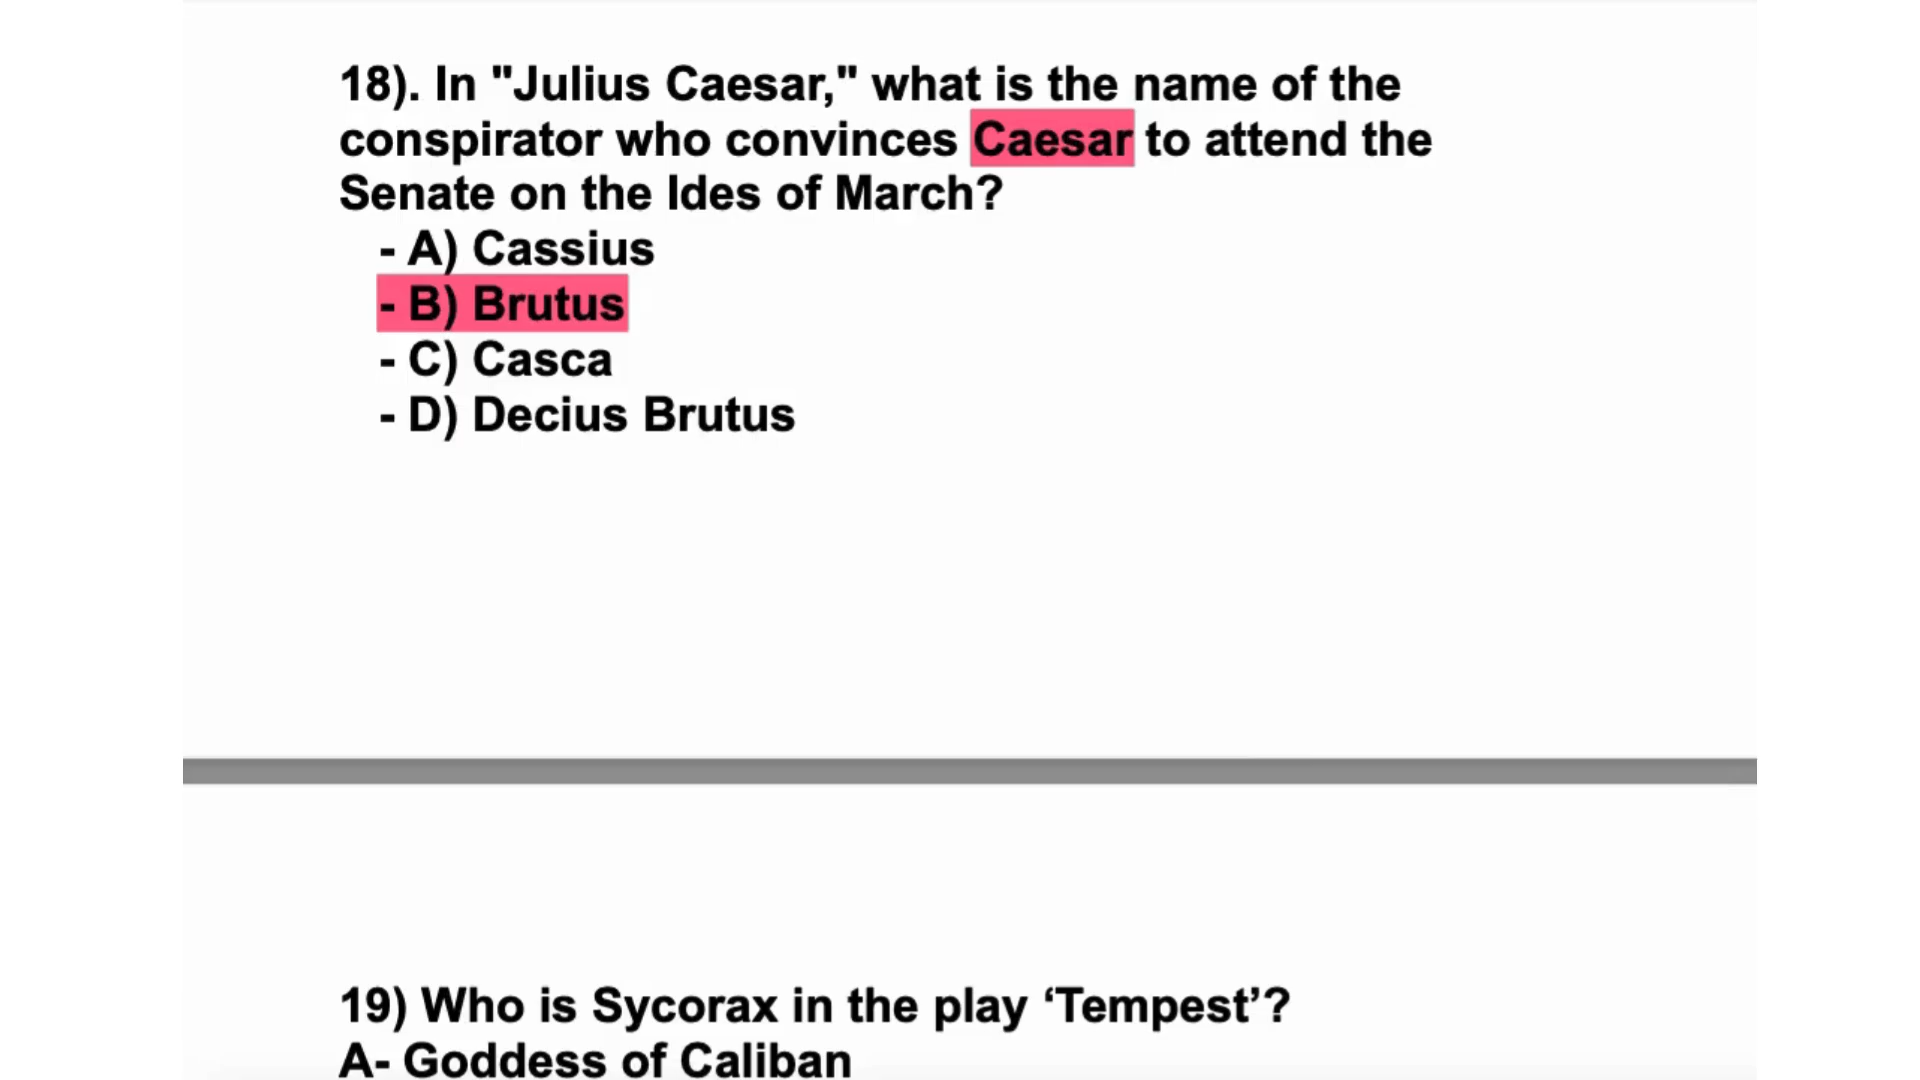 18). In "Julius Caesar," what is the name of the
conspirator who convinces Caesar to attend the
Senate on the Ides of March?
- A) Cassius
- B) Brutus
- C) Casca
- D) Decius Brutus
19) Who is Sycorax in the play ‘Tempest’?
A- Goddess of Caliban